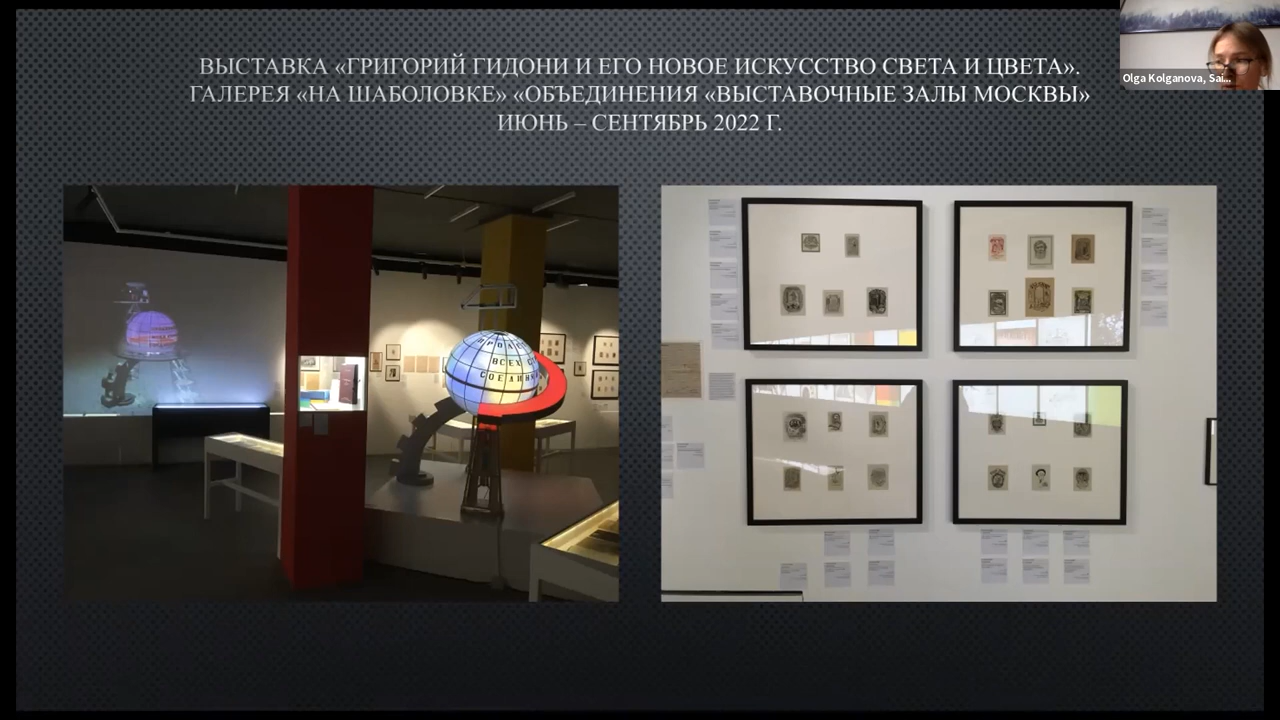 ВЫСТАВКА «ГРИГОРИЙ ГИДОНИ И ЕГО НОВОЕ ИСКУССТВО СВЕТА И ЦВЕТА».
ГАЛЕРЕЯ «НА ШАБОЛОВКЕ» «ОБЪЕДИНЕНИЯ «ВЫСТАВОЧНЫЕ ЗАЛЫ МОСКВЫ»
ИЮНЬ – СЕНТЯБРЬ 2022 Г.
Olga Kolganova, Sai...
ВСЕХ